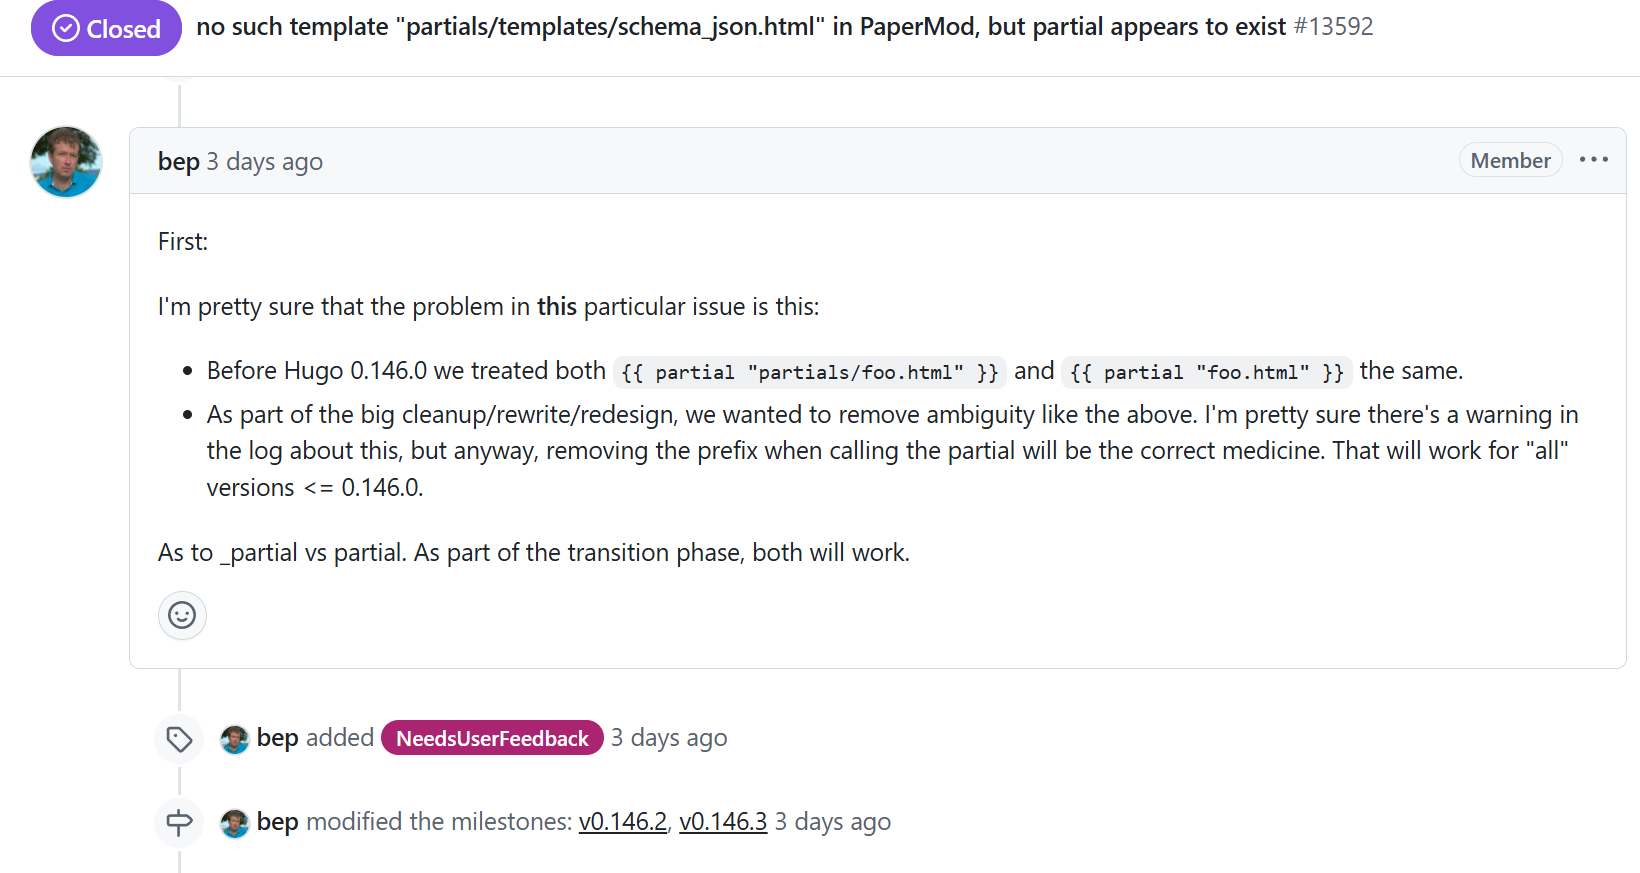 Closed
no such template "partials/templates/schema_json.html" in PaperMod, but partial appears to exist #13592
bep 3 days ago
Member
First:
I'm pretty sure that the problem in this particular issue is this:
Before Hugo 0.146.0 we treated both {{ partial "partials/foo.html" }} and {{ partial "foo.html" }} the same.
As part of the big cleanup/rewrite/redesign, we wanted to remove ambiguity like the above. I'm pretty sure there's a warning in
the log about this, but anyway, removing the prefix when calling the partial will be the correct medicine. That will work for "all"
versions <= 0.146.0.
As to _partial vs partial. As part of the transition phase, both will work.
bep added NeedsUserFeedback 3 days ago
bep modified the milestones: v0.146.2, v0.146.3 3 days ago